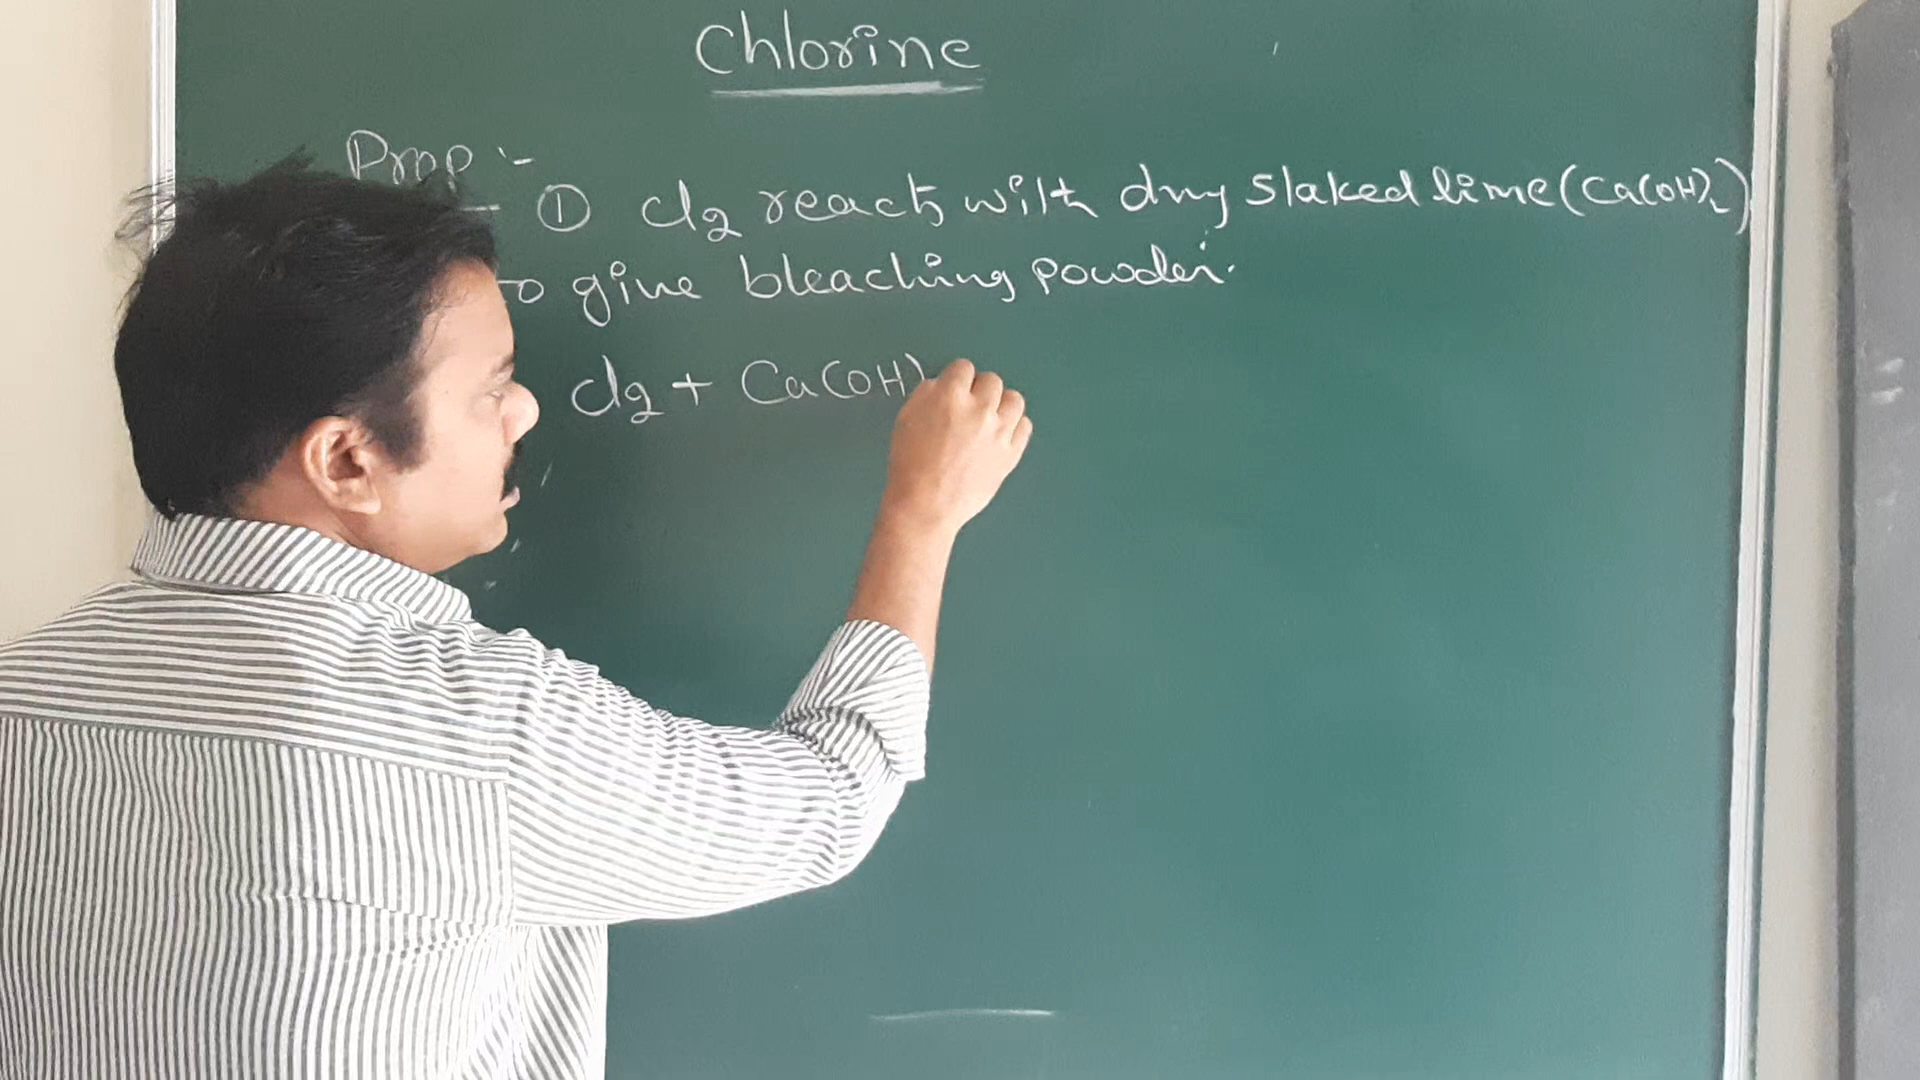 Chlorine
Prop :-
① Cl2 reacts with dry Slaked lime (Ca(OH)2)
to give bleaching powder.
Cl2 + Ca(OH)